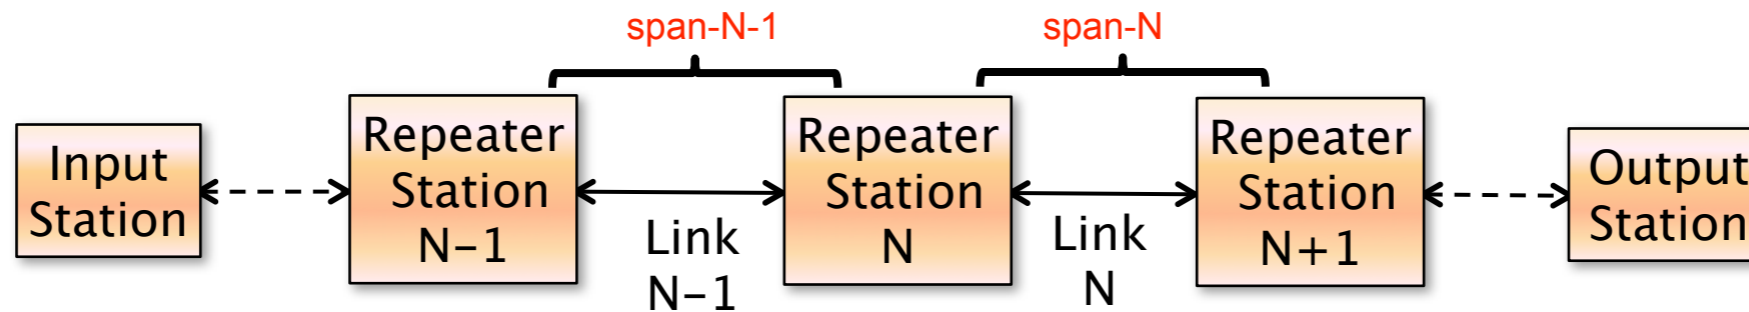 span-N-1
span-N
Input
Station
Repeater
Station
N-1
Link
N-1
Repeater
Station
N
Link
N
Repeater
Station
N+1
Output
Station